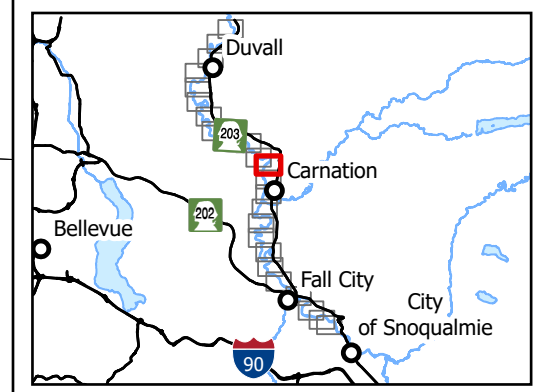 Duvall
203
Carnation
202
Bellevue
Fall City
City
of Snoqualmie
90